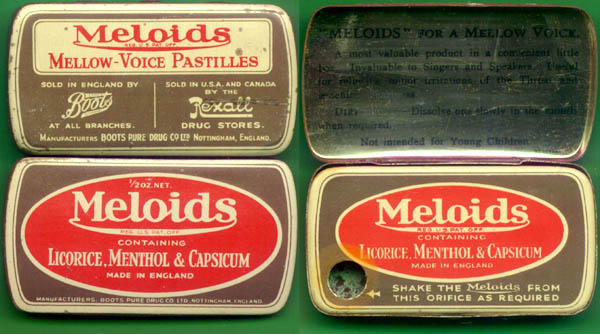 Meloids
REG. U.S. PAT. OFF.
MELLOW-VOICE PASTILLES
SOLD IN ENGLAND BY
Boots
AT ALL BRANCHES.
SOLD IN U.S.A. AND CANADA
BY THE
Rexall
DRUG STORES.
MANUFACTURERS BOOTS PURE DRUG CO LTD NOTTINGHAM, ENGLAND.
"MELOIDS" FOR A MELLOW VOICE.
A most valuable product in a convenient little
box. Invaluable to Singers and Speakers. Useful
for relieving minor irritations of the Throat and
Dissolve one slowly in the mouth
when required.
Not intended for Young Children
1/2 OZ. NET.
Meloids
REG. U.S. PAT. OFF.
CONTAINING
LICORICE, MENTHOL & CAPSICUM
MADE IN ENGLAND
MANUFACTURERS, BOOTS PURE DRUG CO LTD, NOTTINGHAM, ENGLAND.
Meloids
REG. U.S. PAT. OFF.
CONTAINING
LICORICE, MENTHOL & CAPSICUM
MADE IN ENGLAND
SHAKE THE Meloids FROM
THIS ORIFICE AS REQUIRED